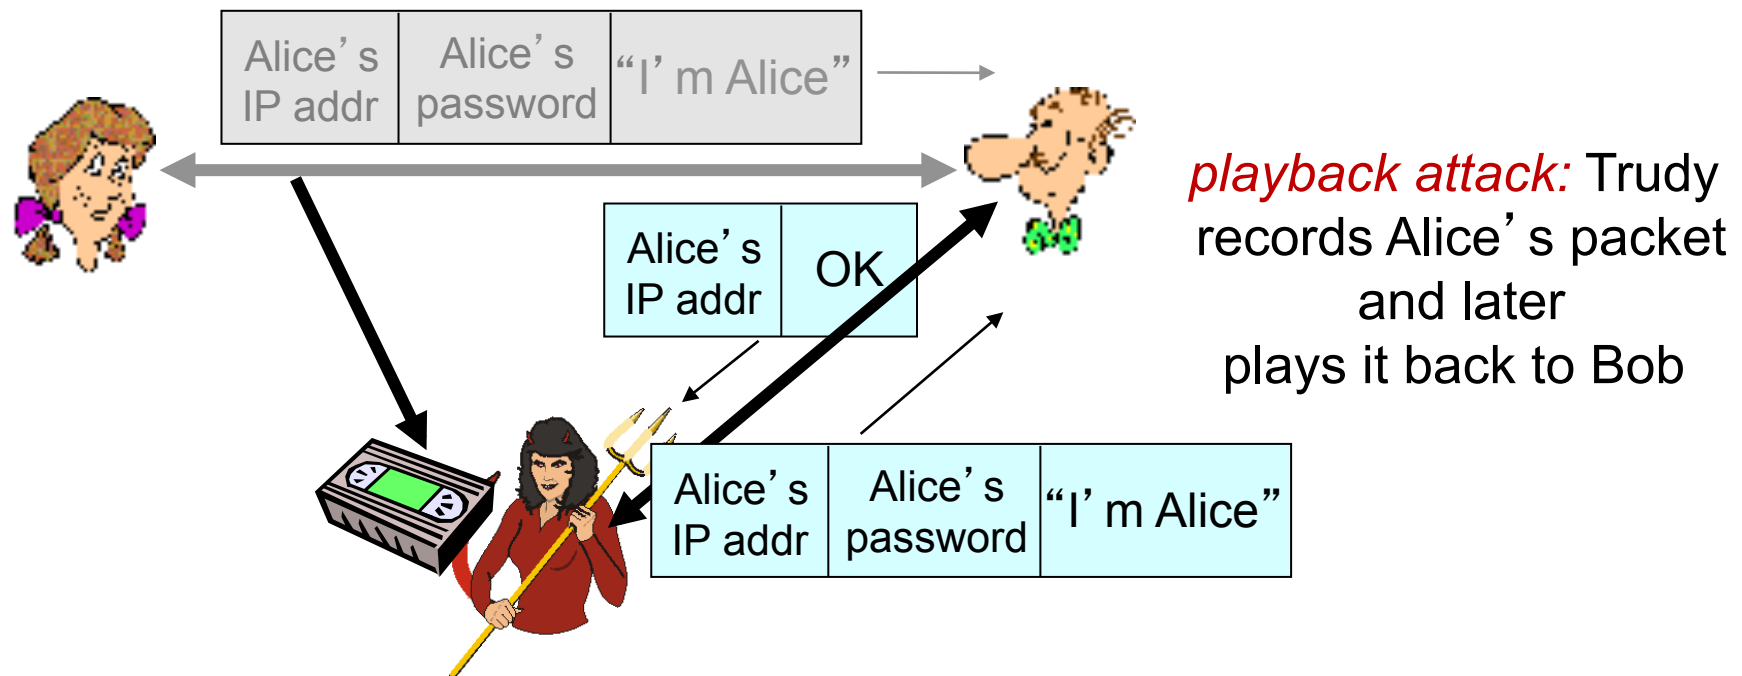 Alice’s
IP addr
Alice’s
password
“I’m Alice”
playback attack: Trudy
records Alice’s packet
and later
plays it back to Bob
Alice’s
IP addr
OK
Alice’s
IP addr
Alice’s
password
“I’m Alice”